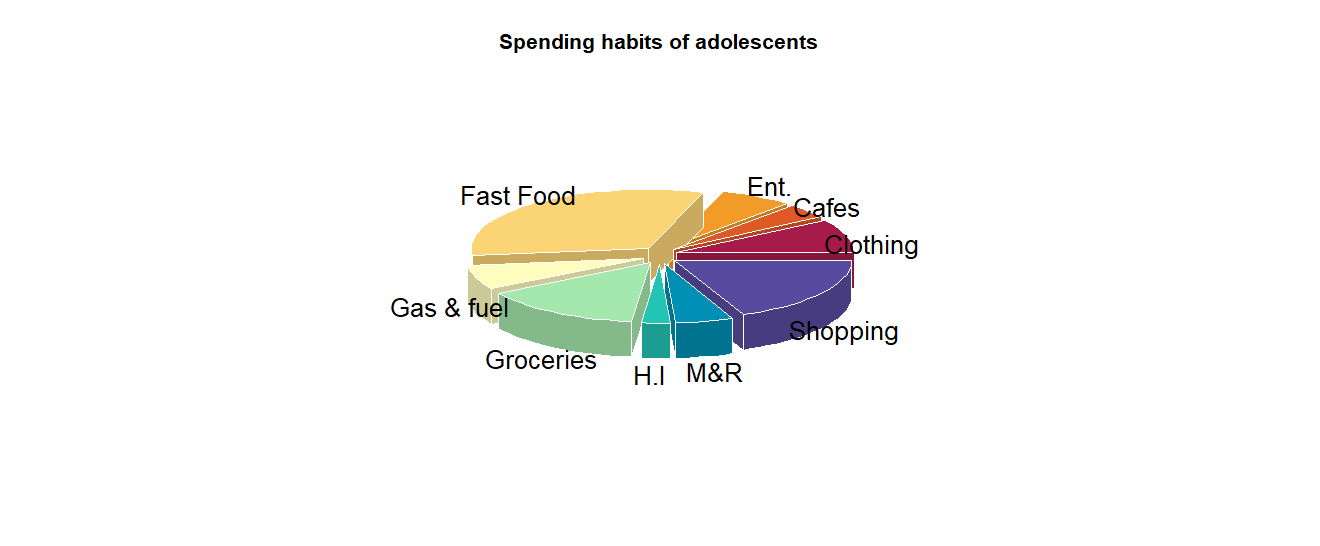 Spending habits of adolescents
Fast Food
Ent.
Cafes
Clothing
Gas & fuel
Shopping
Groceries
H.I
M&R